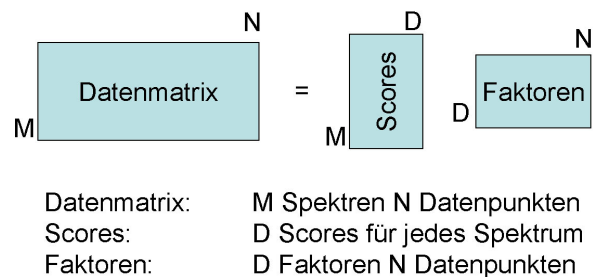 N
D
N
Datenmatrix
=
Scores
Faktoren
D
M
M
Datenmatrix: M Spektren N Datenpunkten
Scores: D Scores für jedes Spektrum
Faktoren: D Faktoren N Datenpunkten